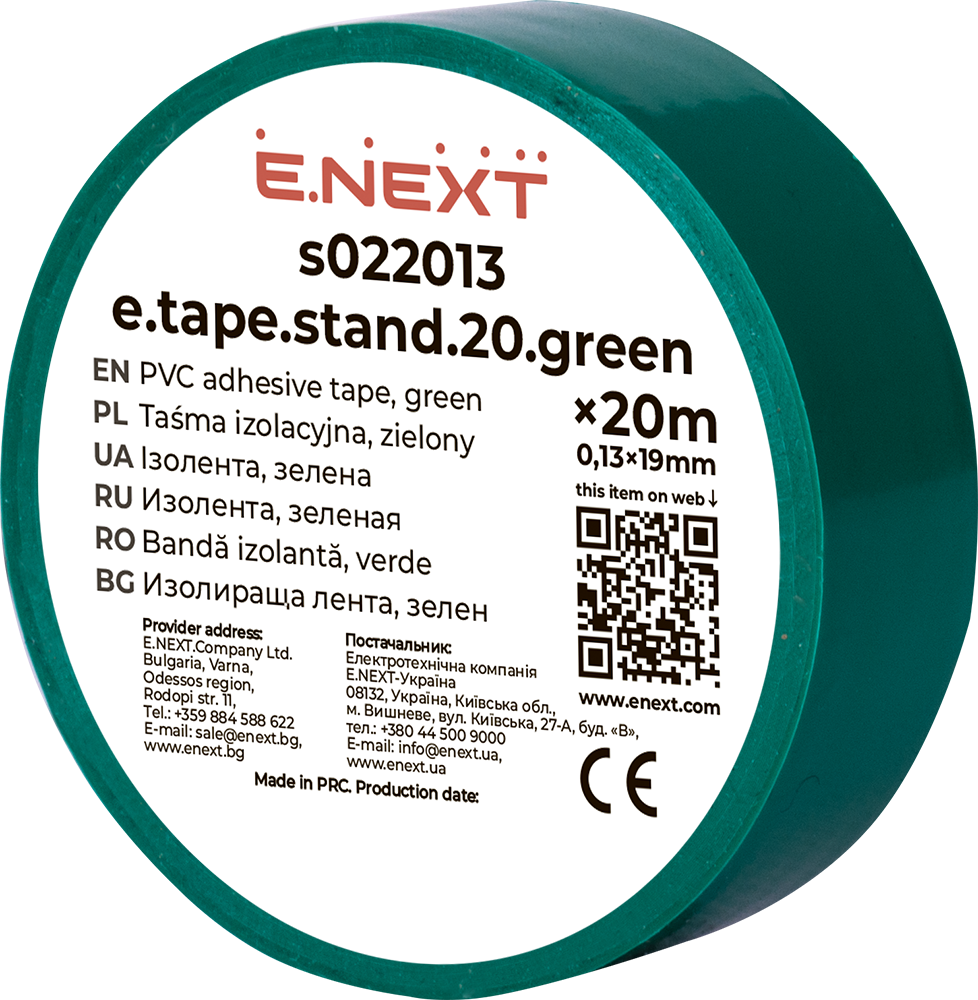 E.NEXT
s022013
e.tape.stand.20.green
EN PVC adhesive tape, green
PL Taśma izolacyjna, zielony
UA Ізолента, зелена
RU Изолента, зеленая
RO Bandă izolantă, verde
BG Изолираща лента, зелен
×20m
0,13×19mm
this item on web↓
www.enext.com
Provider address:
E.NEXT.Company Ltd.
Bulgaria, Varna,
Odessos region,
Rodopi str. 11,
Tel.: +359 884 588 622
E-mail: sale@enext.bg,
www.enext.bg
Постачальник:
Електротехнічна компанія
E.NEXT-Україна
08132, Україна, Київська обл.,
м. Вишневе, вул. Київська, 27-А, буд. «В»,
тел.: +380 44 500 9000
E-mail: info@enext.ua,
www.enext.ua
Made in PRC. Production date:
CE